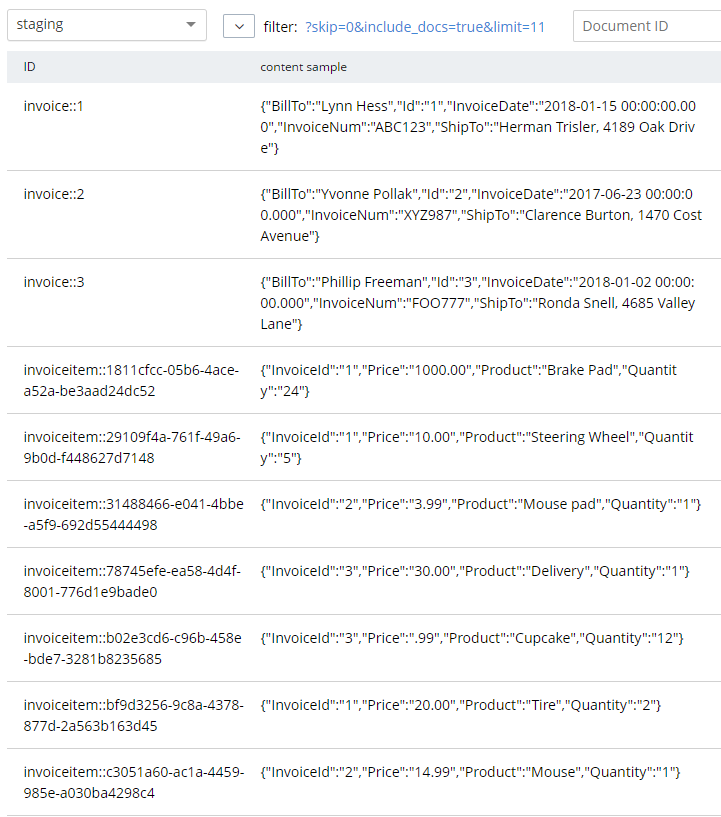 staging filter: ?skip=0&include_docs=true&limit=11 Document ID
ID content sample
invoice::1 {"BillTo":"Lynn Hess","Id":"1","InvoiceDate":"2018-01-15 00:00:00.00
0","InvoiceNum":"ABC123","ShipTo":"Herman Trisler, 4189 Oak Driv
e"}
invoice::2 {"BillTo":"Yvonne Pollak","Id":"2","InvoiceDate":"2017-06-23 00:00:0
0.000","InvoiceNum":"XYZ987","ShipTo":"Clarence Burton, 1470 Cost
Avenue"}
invoice::3 {"BillTo":"Phillip Freeman","Id":"3","InvoiceDate":"2018-01-02 00:00:
00.000","InvoiceNum":"FOO777","ShipTo":"Ronda Snell, 4685 Valley
Lane"}
invoiceitem::1811cfcc-05b6-4ace- {"InvoiceId":"1","Price":"1000.00","Product":"Brake Pad","Quantit
a52a-be3aad24dc52 y":"24"}
invoiceitem::29109f4a-761f-49a6- {"InvoiceId":"1","Price":"10.00","Product":"Steering Wheel","Quantit
9b0d-f448627d7148 y":"5"}
invoiceitem::31488466-e041-4bbe {"InvoiceId":"2","Price":"3.99","Product":"Mouse pad","Quantity":"1"}
-a5f9-692d55444498
invoiceitem::78745efe-ea58-4d4f- {"InvoiceId":"3","Price":"30.00","Product":"Delivery","Quantity":"1"}
8001-776d1e9bade0
invoiceitem::b02e3cd6-c96b-458e {"InvoiceId":"3","Price":".99","Product":"Cupcake","Quantity":"12"}
-bde7-3281b8235685
invoiceitem::bf9d3256-9c8a-4378- {"InvoiceId":"1","Price":"20.00","Product":"Tire","Quantity":"2"}
877d-2a563b163d45
invoiceitem::c3051a60-ac1a-4459- {"InvoiceId":"2","Price":"14.99","Product":"Mouse","Quantity":"1"}
985e-a030ba4298c4